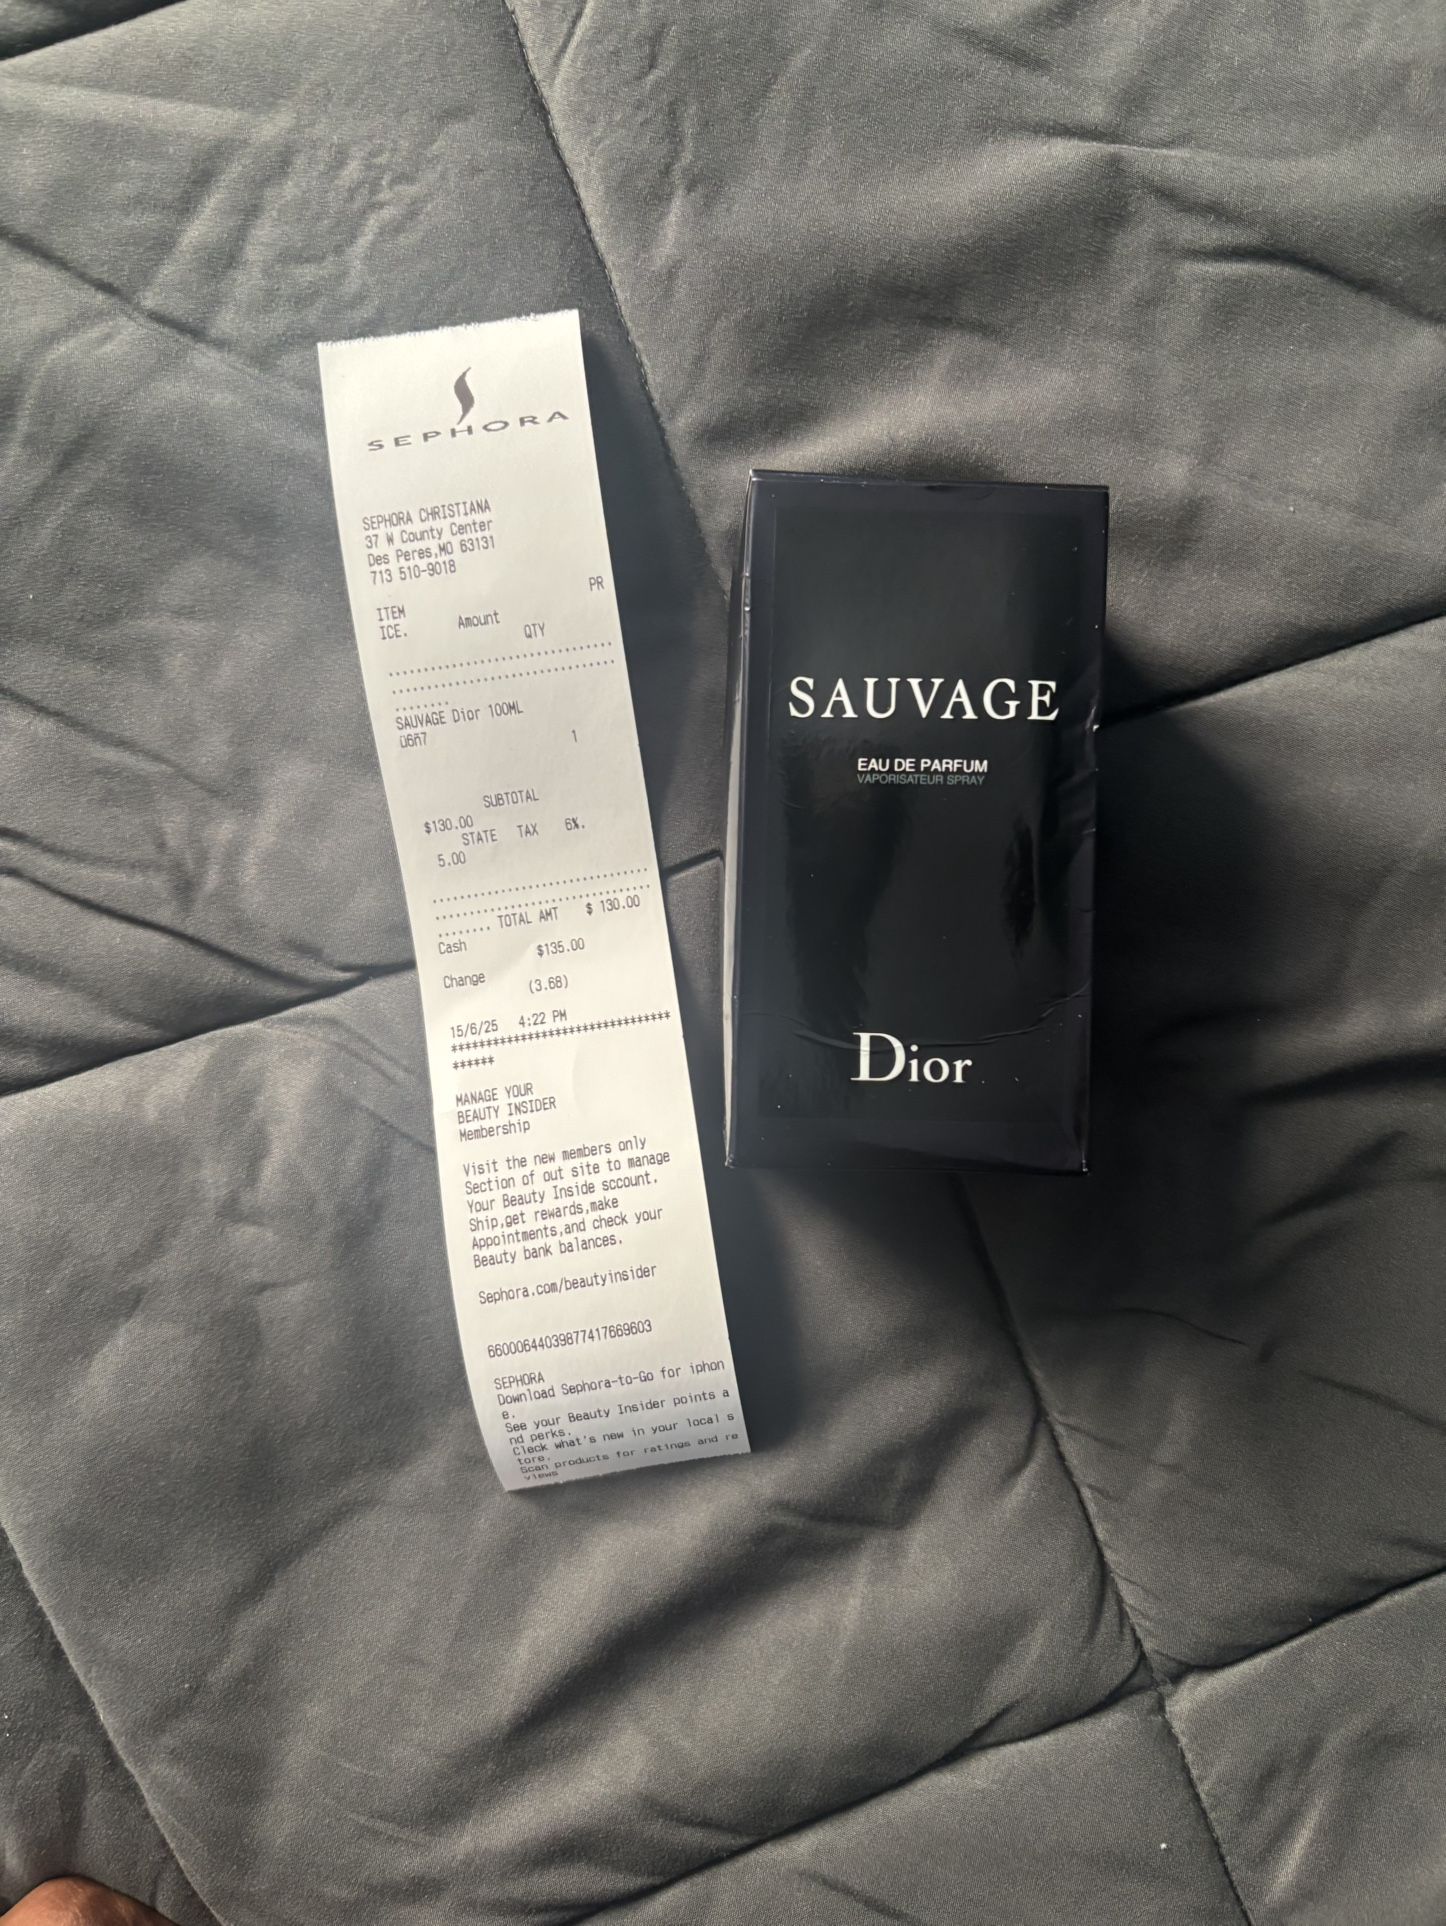 SEPHORA
SEPHORA CHRISTIANA
37 W County Center
Des Peres,MO 63131
713 510-9018
PR
ITEM
ICE. Amount
QTY
....................................
....................................
........
SAUVAGE Dior 100ML
ü6ñ7 1
SUBTOTAL
$130.00
STATE TAX 6%.
5.00
....................................
....................................
........ TOTAL AMT $ 130.00
Cash $135.00
Change (3.68)
15/6/25 4:22 PM
********************************
******
MANAGE YOUR
BEAUTY INSIDER
Membership
Visit the new members only
Section of out site to manage
Your Beauty Inside sccount.
Ship,get rewards,make
Appointments,and check your
Beauty bank balances.
Sephora.com/beautyinsider
66000644039877417669603
SEPHORA
Download Sephora-to-Go for iphon
e.
See your Beauty Insider points a
nd perks.
Cleck what's new in your local s
tore.
Scan products for ratings and re
views
SAUVAGE
EAU DE PARFUM
VAPORISATEUR SPRAY
Dior